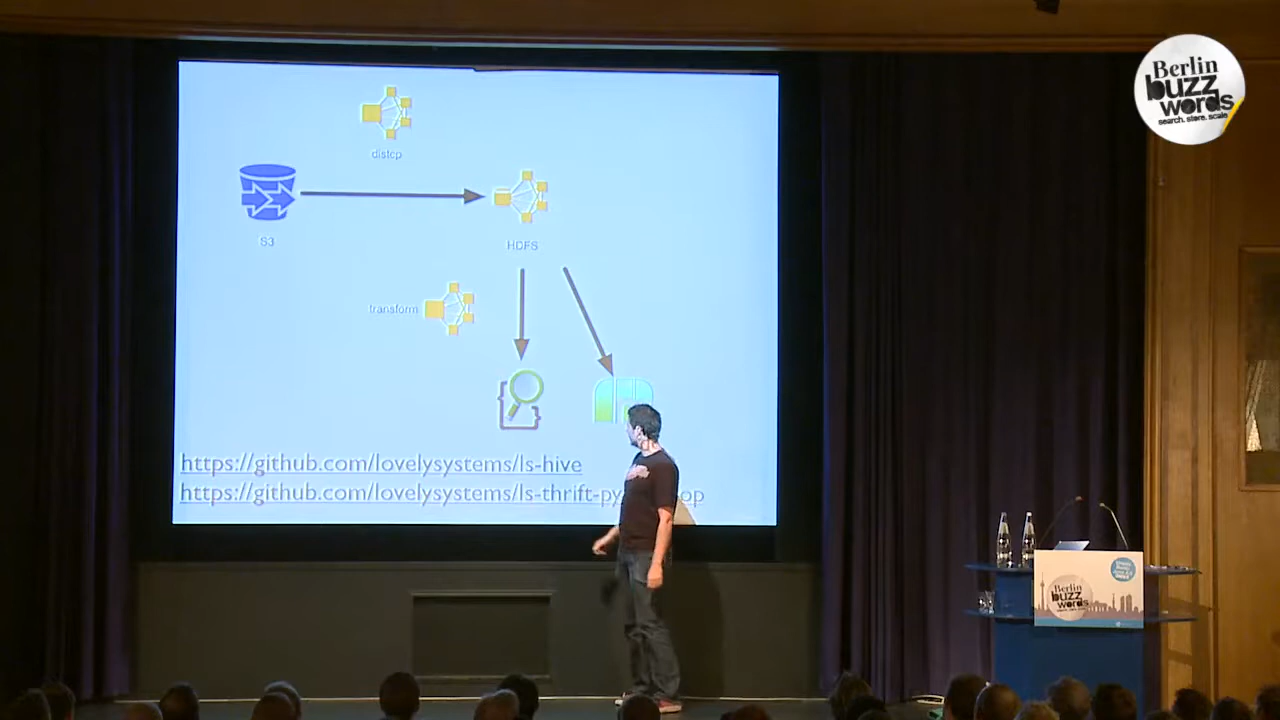 distcp
S3
HDFS
transform
https://github.com/lovelysystems/ls-hive
https://github.com/lovelysystems/ls-thrift-py
op
Berlin
buzz
words
search. store. scale
Berlin
buzz
words